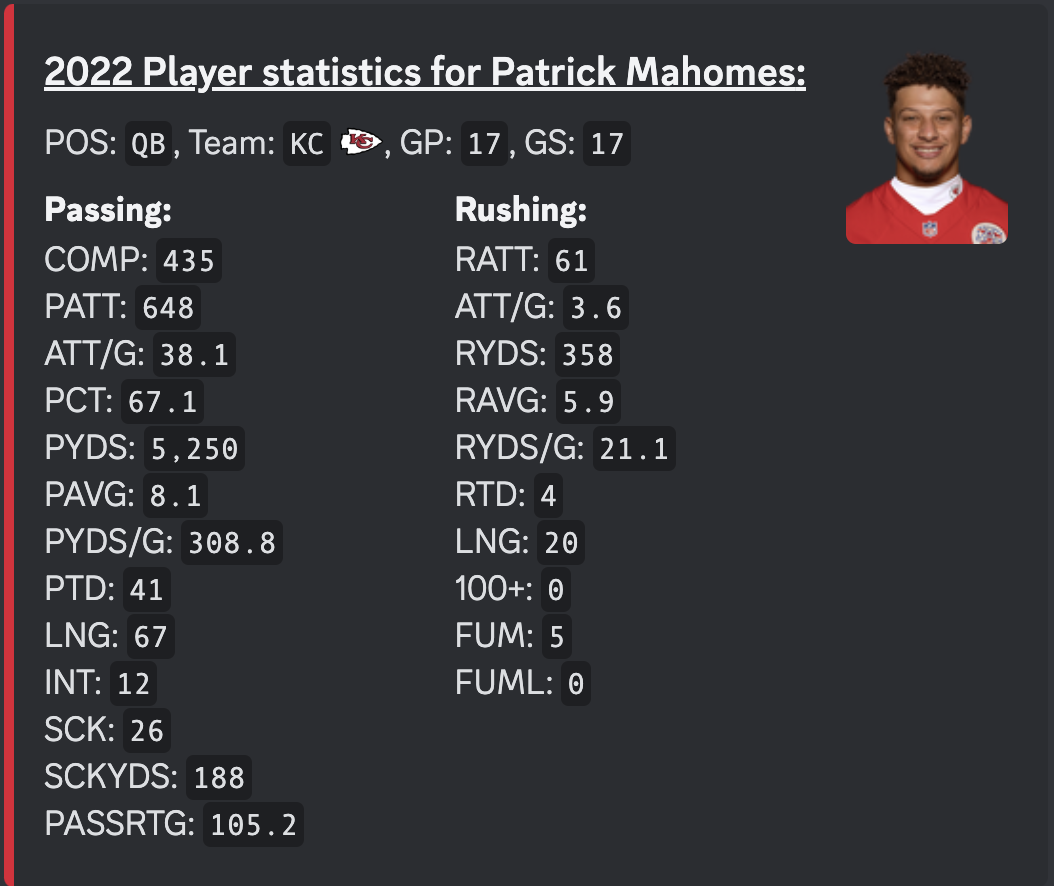 2022 Player statistics for Patrick Mahomes:
POS: QB, Team: KC KC, GP: 17, GS: 17
Passing:
COMP: 435
PATT: 648
ATT/G: 38.1
PCT: 67.1
PYDS: 5,250
PAVG: 8.1
PYDS/G: 308.8
PTD: 41
LNG: 67
INT: 12
SCK: 26
SCKYDS: 188
PASSRTG: 105.2
Rushing:
RATT: 61
ATT/G: 3.6
RYDS: 358
RAVG: 5.9
RYDS/G: 21.1
RTD: 4
LNG: 20
100+: 0
FUM: 5
FUML: 0